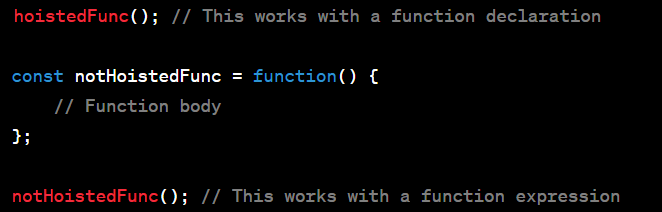 hoistedFunc(); // This works with a function declaration
const notHoistedFunc = function() {
// Function body
};
notHoistedFunc(); // This works with a function expression